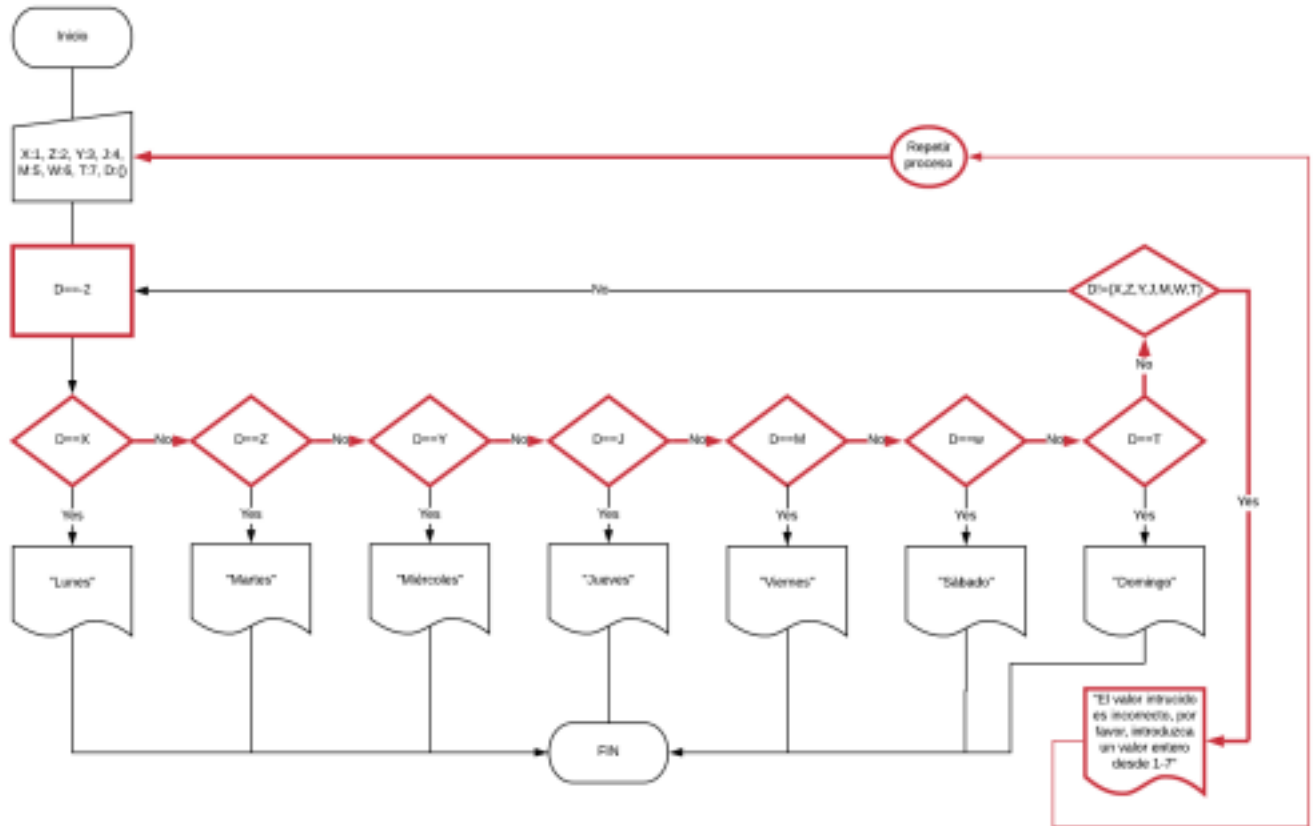 Inicio
X:1, Z:2, Y:3, J:4,
M:5, W:6, T:7, D:()
Repetir
proceso
D==-Z
No
D!=(X,Z,Y,J,M,W,T)
No
D==X
No
D==Z
No
D==Y
No
D==J
No
D==M
No
D==w
No
D==T
Yes
Yes
Yes
Yes
Yes
Yes
Yes
Yes
"Lunes"
"Martes"
"Miércoles"
"Jueves"
"Viernes"
"Sábado"
"Domingo"
"El valor intrucido
es incorrecto, por
favor, introduzca
un valor entero
desde 1-7"
FIN